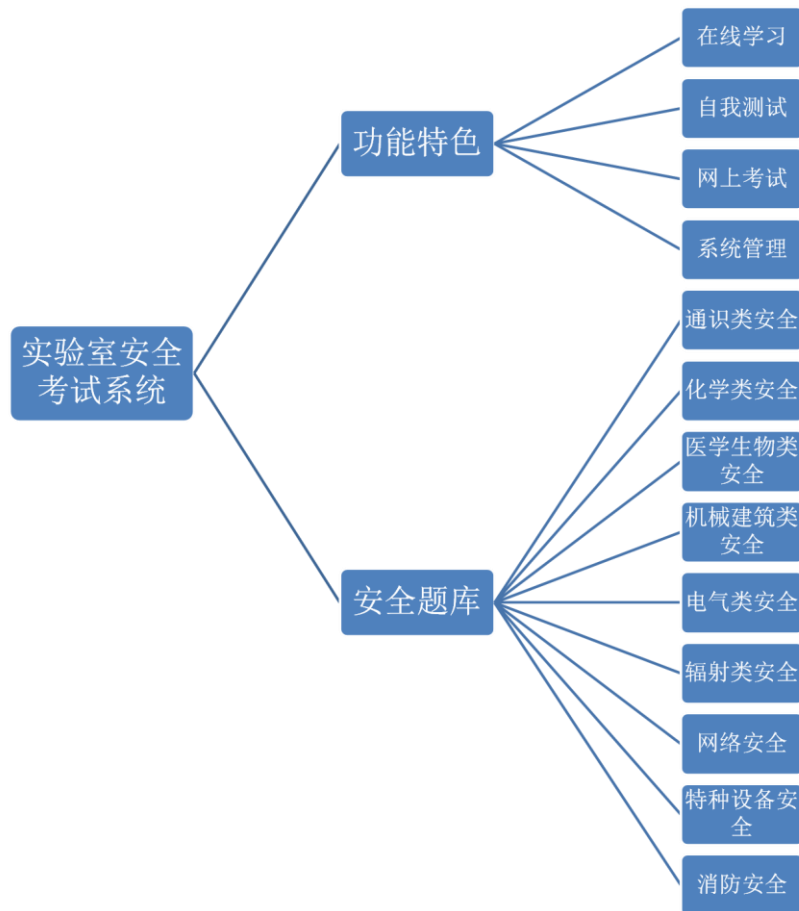 实验室安全
考试系统
功能特色
在线学习
自我测试
网上考试
系统管理
安全题库
通识类安全
化学类安全
医学生物类
安全
机械建筑类
安全
电气类安全
辐射类安全
网络安全
特种设备安
全
消防安全